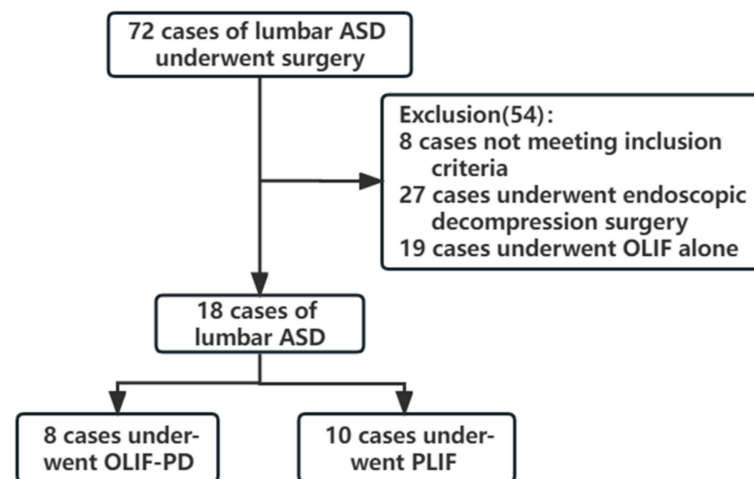 72 cases of lumbar ASD
underwent surgery
Exclusion(54):
8 cases not meeting inclusion
criteria
27 cases underwent endoscopic
decompression surgery
19 cases underwent OLIF alone
18 cases of
lumbar ASD
8 cases under-
went OLIF-PD
10 cases under-
went PLIF